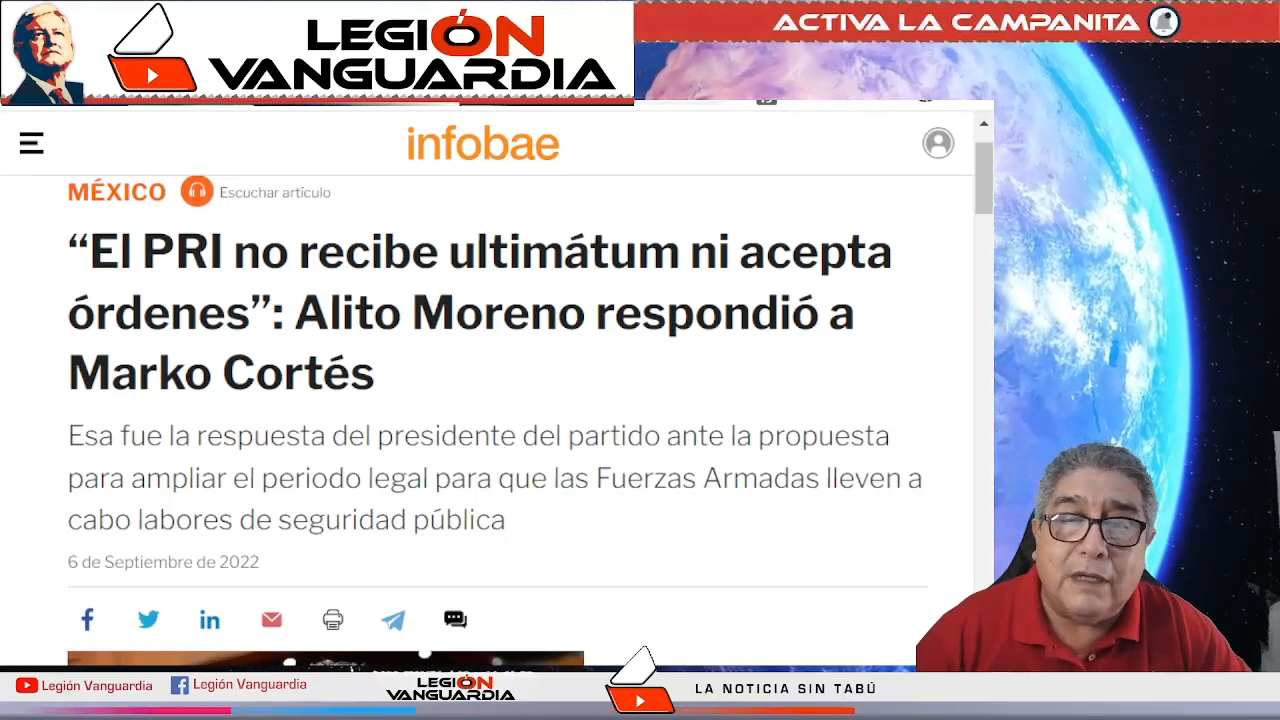 LEGIÓN
VANGUARDIA
ACTIVA LA CAMPANITA
infobae
MÉXICO
Escuchar artículo
“El PRI no recibe ultimátum ni acepta
órdenes”: Alito Moreno respondió a
Marko Cortés
Esa fue la respuesta del presidente del partido ante la propuesta
para ampliar el periodo legal para que las Fuerzas Armadas lleven a
cabo labores de seguridad pública
6 de Septiembre de 2022
Legión Vanguardia
Legión Vanguardia
LEGIÓN
VANGUARDIA
LA NOTICIA SIN TABÚ